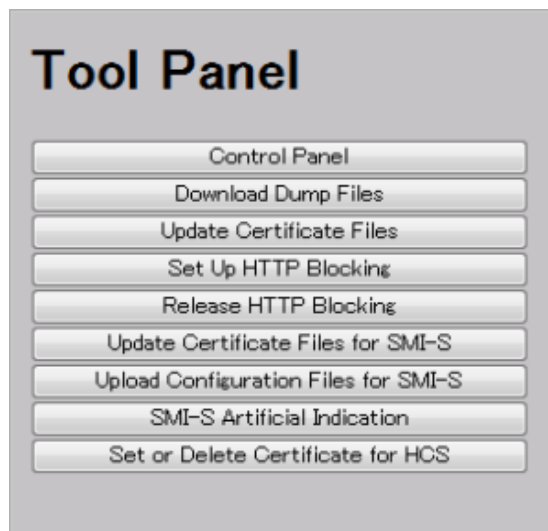 Tool Panel
Control Panel
Download Dump Files
Update Certificate Files
Set Up HTTP Blocking
Release HTTP Blocking
Update Certificate Files for SMI-S
Upload Configuration Files for SMI-S
SMI-S Artificial Indication
Set or Delete Certificate for HCS